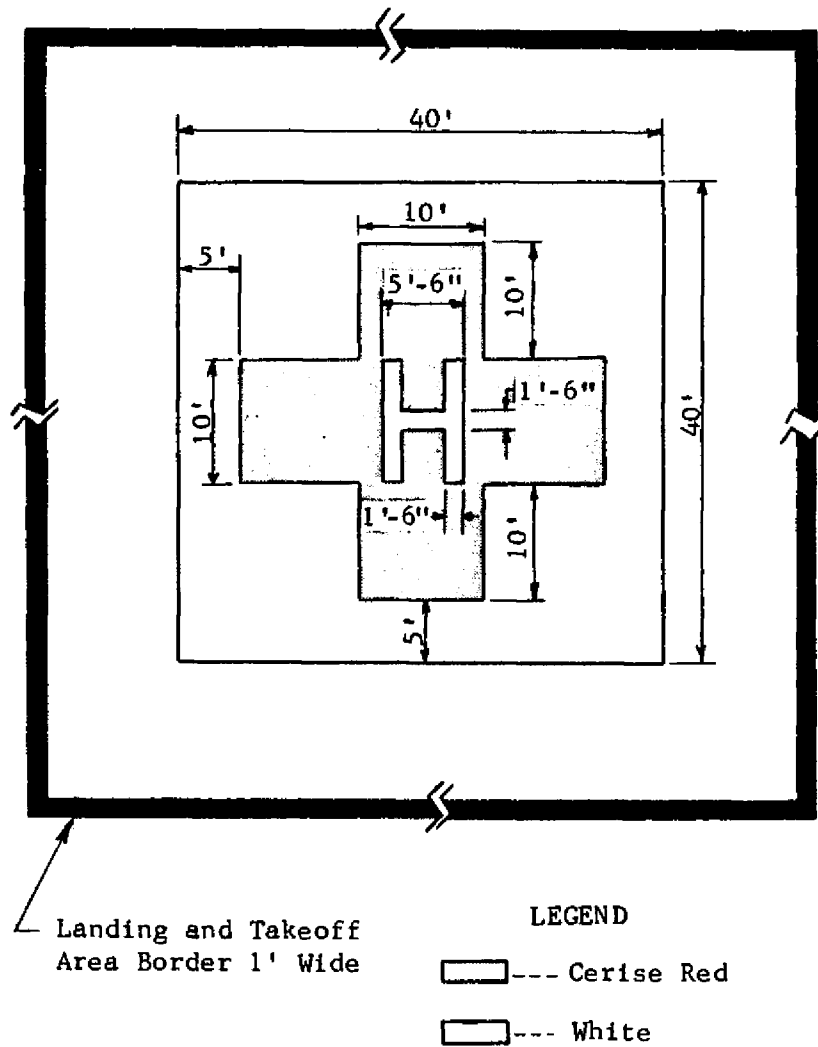 40'
10'
5'
5'-6"
10'
1'-6"
10'
40'
1'-6"
10'
5'
Landing and Takeoff
Area Border 1' Wide
LEGEND
--- Cerise Red
--- White